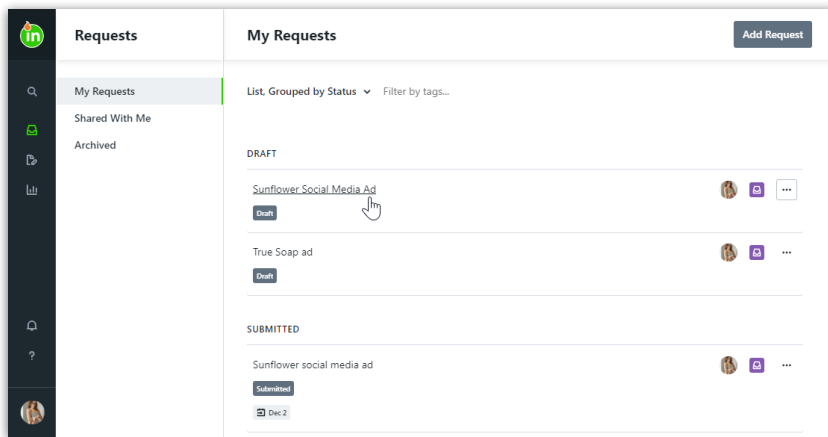 in
Requests
My Requests
Add Request
My Requests
Shared With Me
Archived
List, Grouped by Status
Filter by tags...
DRAFT
Sunflower Social Media Ad
Draft
True Soap ad
Draft
SUBMITTED
Sunflower social media ad
Submitted
Dec 2
?